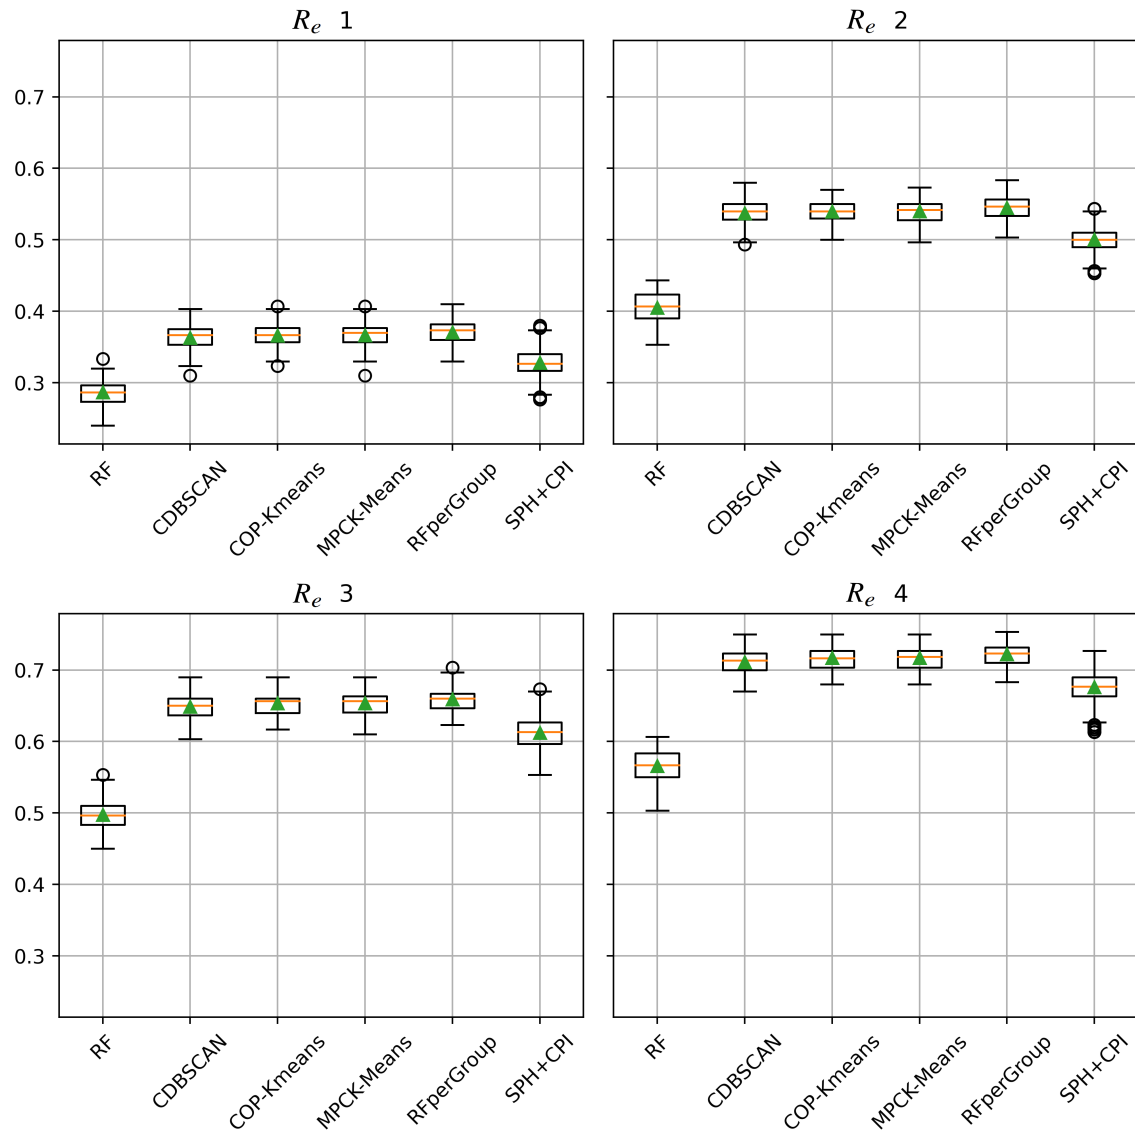 R_e 1
R_e 2
0.7
0.6
0.5
0.4
0.3
RF
CDBSCAN
COP-Kmeans
MPCK-Means
RFperGroup
SPH+CPI
RF
CDBSCAN
COP-Kmeans
MPCK-Means
RFperGroup
SPH+CPI
R_e 3
R_e 4
0.7
0.6
0.5
0.4
0.3
RF
CDBSCAN
COP-Kmeans
MPCK-Means
RFperGroup
SPH+CPI
RF
CDBSCAN
COP-Kmeans
MPCK-Means
RFperGroup
SPH+CPI